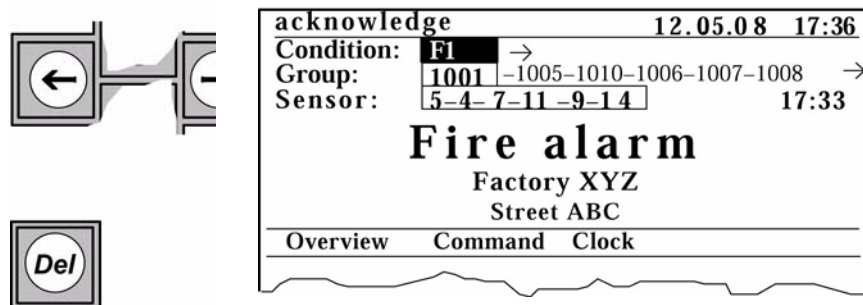 acknowledge 12.05.08 17:36
Condition: F1 →
Group: 1001 –1005–1010–1006–1007–1008 →
Sensor: 5–4– 7–11 –9–14 17:33
Fire alarm
Factory XYZ
Street ABC
Overview Command Clock
←
Del